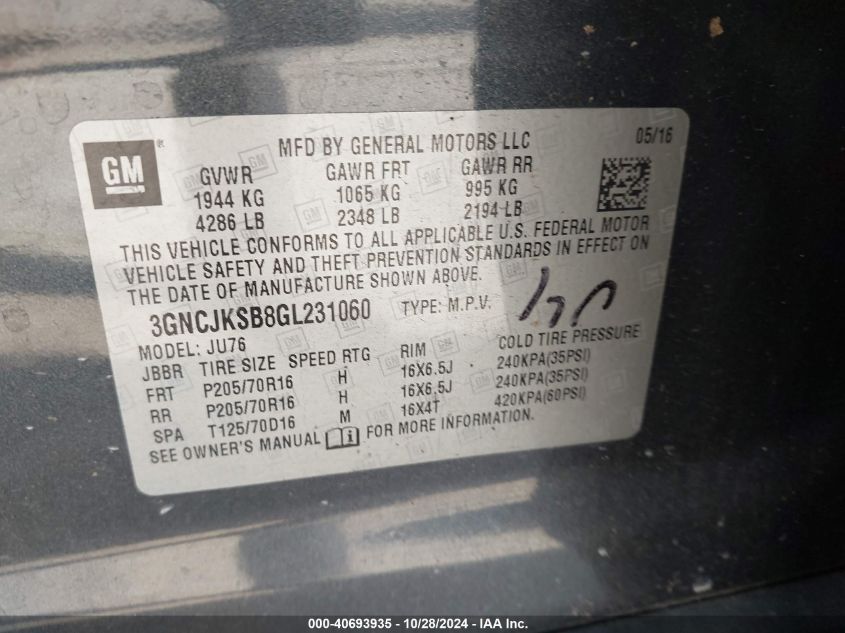 GM
®
MFD BY GENERAL MOTORS LLC
05/16
GVWR GAWR FRT GAWR RR
1944 KG 1065 KG 995 KG
4286 LB 2348 LB 2194 LB
THIS VEHICLE CONFORMS TO ALL APPLICABLE U.S. FEDERAL MOTOR
VEHICLE SAFETY AND THEFT PREVENTION STANDARDS IN EFFECT ON
THE DATE OF MANUFACTURE SHOWN ABOVE.
3GNCJKSB8GL231060 TYPE: M.P.V.
MODEL: JU76
JBBR TIRE SIZE SPEED RTG RIM COLD TIRE PRESSURE
FRT P205/70R16 H 16X6.5J 240KPA(35PSI)
RR P205/70R16 H 16X6.5J 240KPA(35PSI)
SPA T125/70D16 M 16X4T 420KPA(60PSI)
SEE OWNER'S MANUAL FOR MORE INFORMATION.
000-40693935 - 10/28/2024 - IAA Inc.